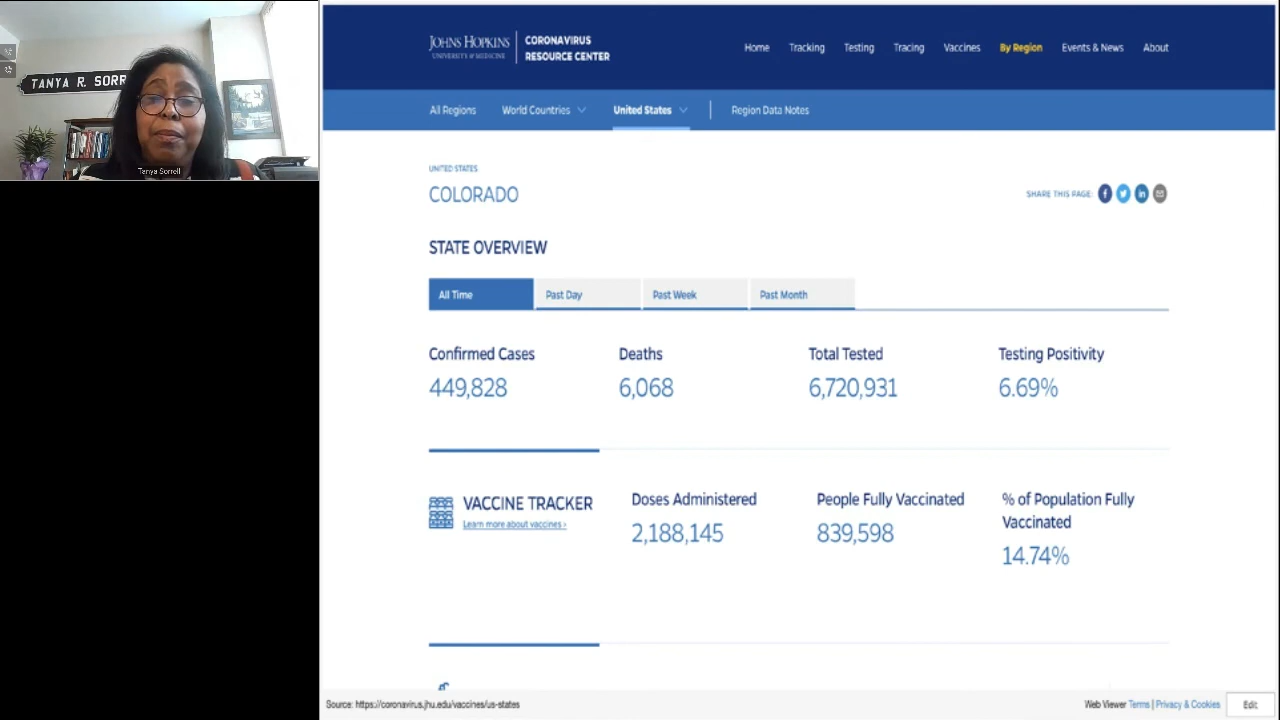 TANYA R. SORR
Tanya Sorrell
JOHNS HOPKINS
UNIVERSITY & MEDICINE
CORONAVIRUS
RESOURCE CENTER
Home Tracking Testing Tracing Vaccines By Region Events & News About
All Regions World Countries United States Region Data Notes
UNITED STATES
COLORADO
SHARE THIS PAGE:
STATE OVERVIEW
All Time Past Day Past Week Past Month
Confirmed Cases Deaths Total Tested Testing Positivity
449,828 6,068 6,720,931 6.69%
VACCINE TRACKER
Learn more about vaccines ›
Doses Administered
2,188,145
People Fully Vaccinated
839,598
% of Population Fully
Vaccinated
14.74%
Source: https://coronavirus.jhu.edu/vaccines/us-states
Web Viewer Terms | Privacy & Cookies
Edit